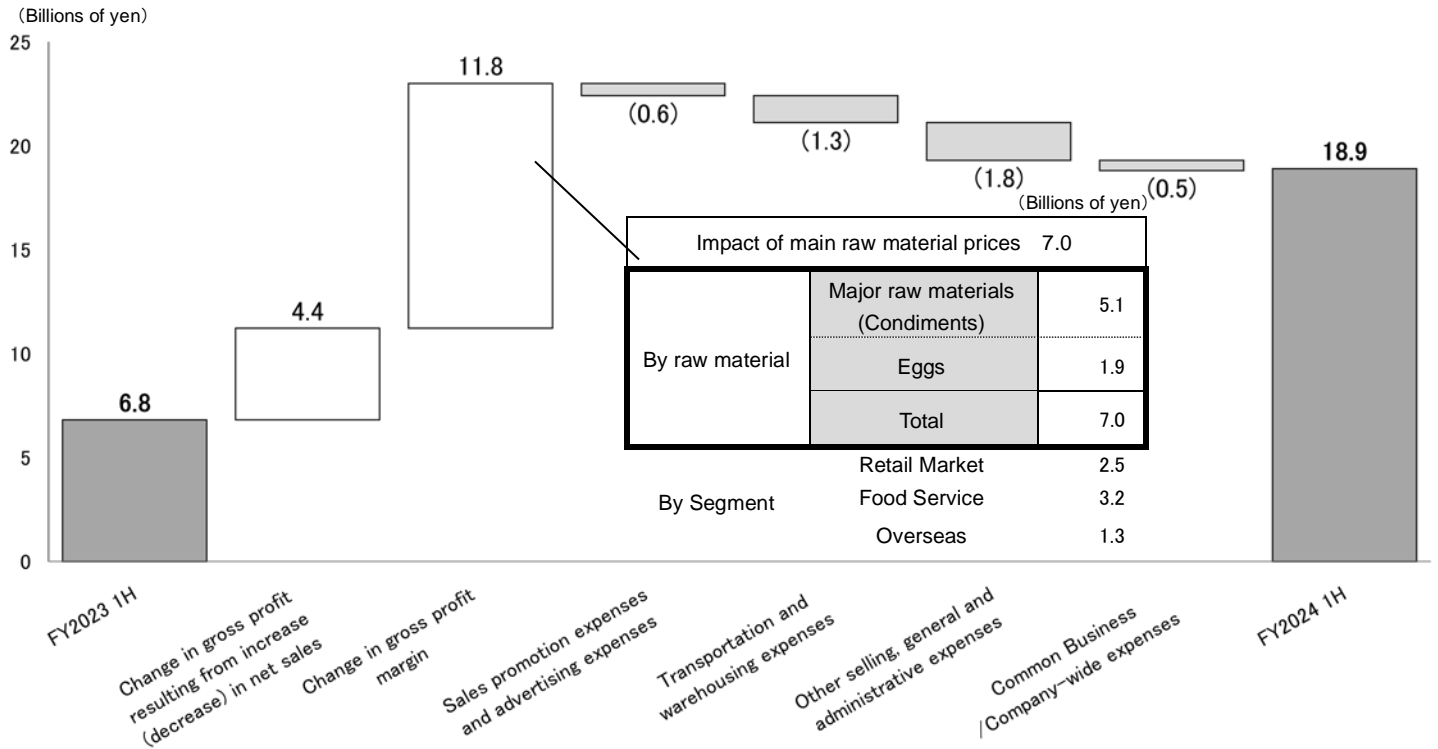 (Billions of yen)
25
20
15
10
5
0
6.8
4.4
11.8
(0.6)
(1.3)
(1.8)
(0.5)
18.9
(Billions of yen)
Impact of main raw material prices 7.0
By raw material
Major raw materials
(Condiments)
5.1
Eggs
1.9
Total
7.0
By Segment
Retail Market
2.5
Food Service
3.2
Overseas
1.3
FY2023 1H
Change in gross profit
resulting from increase
(decrease) in net sales
Change in gross profit
margin
Sales promotion expenses
and advertising expenses
Transportation and
warehousing expenses
Other selling, general and
administrative expenses
Common Business
/Company-wide expenses
FY2024 1H